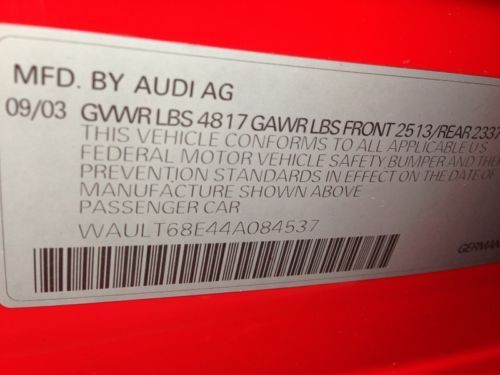 MFD. BY AUDI AG
09/03 GVWR LBS 4817 GAWR LBS FRONT 2513/REAR 2337
THIS VEHICLE CONFORMS TO ALL APPLICABLE U S
FEDERAL MOTOR VEHICLE SAFETY BUMPER AND THE
PREVENTION STANDARDS IN EFFECT ON THE DATE OF
MANUFACTURE SHOWN ABOVE
PASSENGER CAR
WAULT68E44A084537
GERMAN